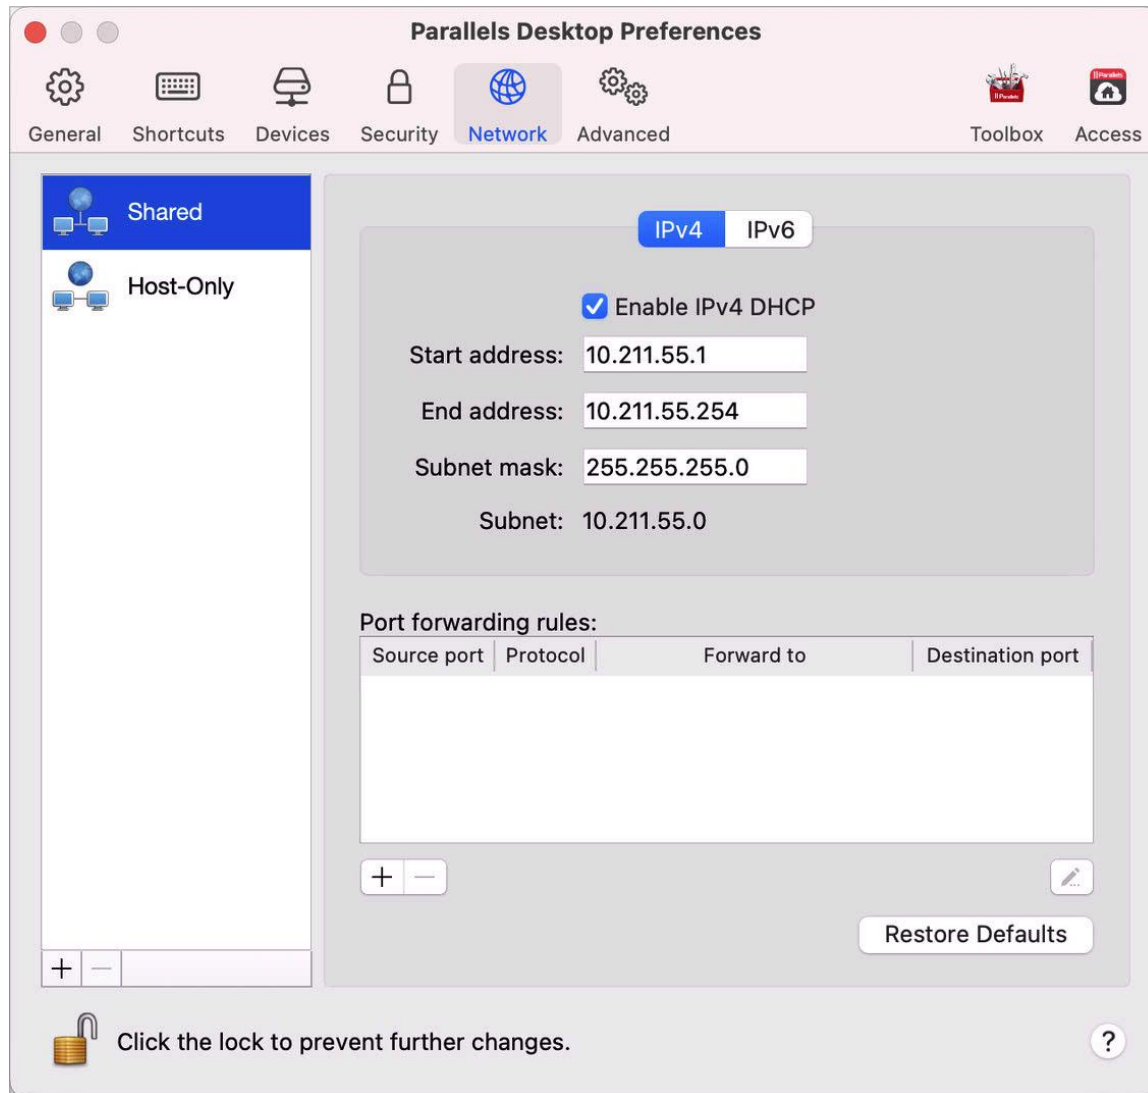 Parallels Desktop Preferences
General Shortcuts Devices Security Network Advanced Toolbox Access
Shared
Host-Only
IPv4 IPv6
Enable IPv4 DHCP
Start address: 10.211.55.1
End address: 10.211.55.254
Subnet mask: 255.255.255.0
Subnet: 10.211.55.0
Port forwarding rules:
Source port Protocol Forward to Destination port
Restore Defaults
Click the lock to prevent further changes.
?